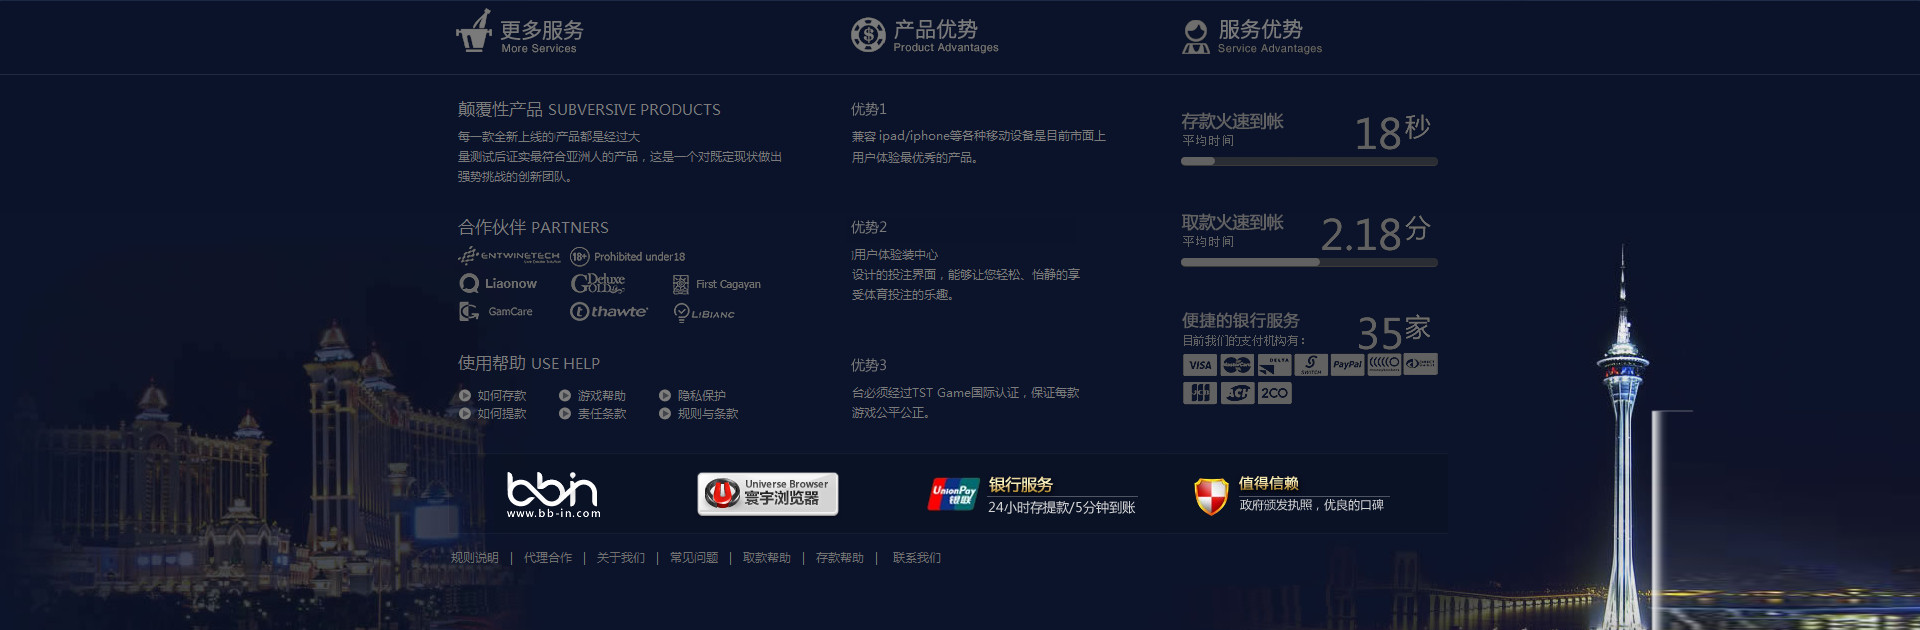 更多服务
More Services
产品优势
Product Advantages
服务优势
Service Advantages
颠覆性产品 SUBVERSIVE PRODUCTS
每一款全新上线的产品都是经过大
量测试后证实最符合亚洲人的产品，这是一个对既定现状做出
强势挑战的创新团队。
合作伙伴 PARTNERS
ENTWINETECH
18+ Prohibited under18
Liaonow
Deluxe Gold
First Cagayan
GamCare
thawte
LiBIANC
使用帮助 USE HELP
如何存款
游戏帮助
隐私保护
如何提款
责任条款
规则与条款
优势1
兼容 ipad/iphone等各种移动设备是目前市面上
用户体验最优秀的产品。
优势2
用户体验装中心
设计的投注界面，能够让您轻松、怡静的享
受体育投注的乐趣。
优势3
台必须经过TST Game国际认证，保证每款
游戏公平公正。
存款火速到帐
平均时间
18秒
取款火速到帐
平均时间
2.18分
便捷的银行服务
目前我们的支付机构有：
35家
VISA
MasterCard
DELTA
SWITCH
PayPal
JCB
ACF
2CO
bbin
www.bb-in.com
Universe Browser
寰宇浏览器
UnionPay
银联
银行服务
24小时存提款/5分钟到账
值得信赖
政府颁发执照，优良的口碑
规则说明 | 代理合作 | 关于我们 | 常见问题 | 取款帮助 | 存款帮助 | 联系我们